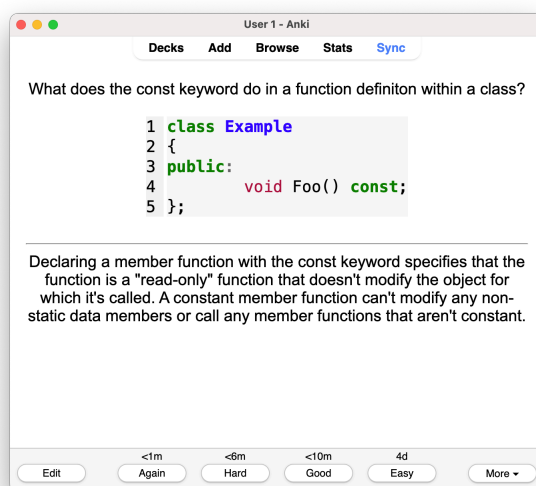 User 1 - Anki
Decks Add Browse Stats Sync
What does the const keyword do in a function definiton within a class?
1 class Example
2 {
3 public:
4         void Foo() const;
5 };
Declaring a member function with the const keyword specifies that the
function is a "read-only" function that doesn't modify the object for
which it's called. A constant member function can't modify any non-
static data members or call any member functions that aren't constant.
<1m <6m <10m 4d
Edit Again Hard Good Easy More